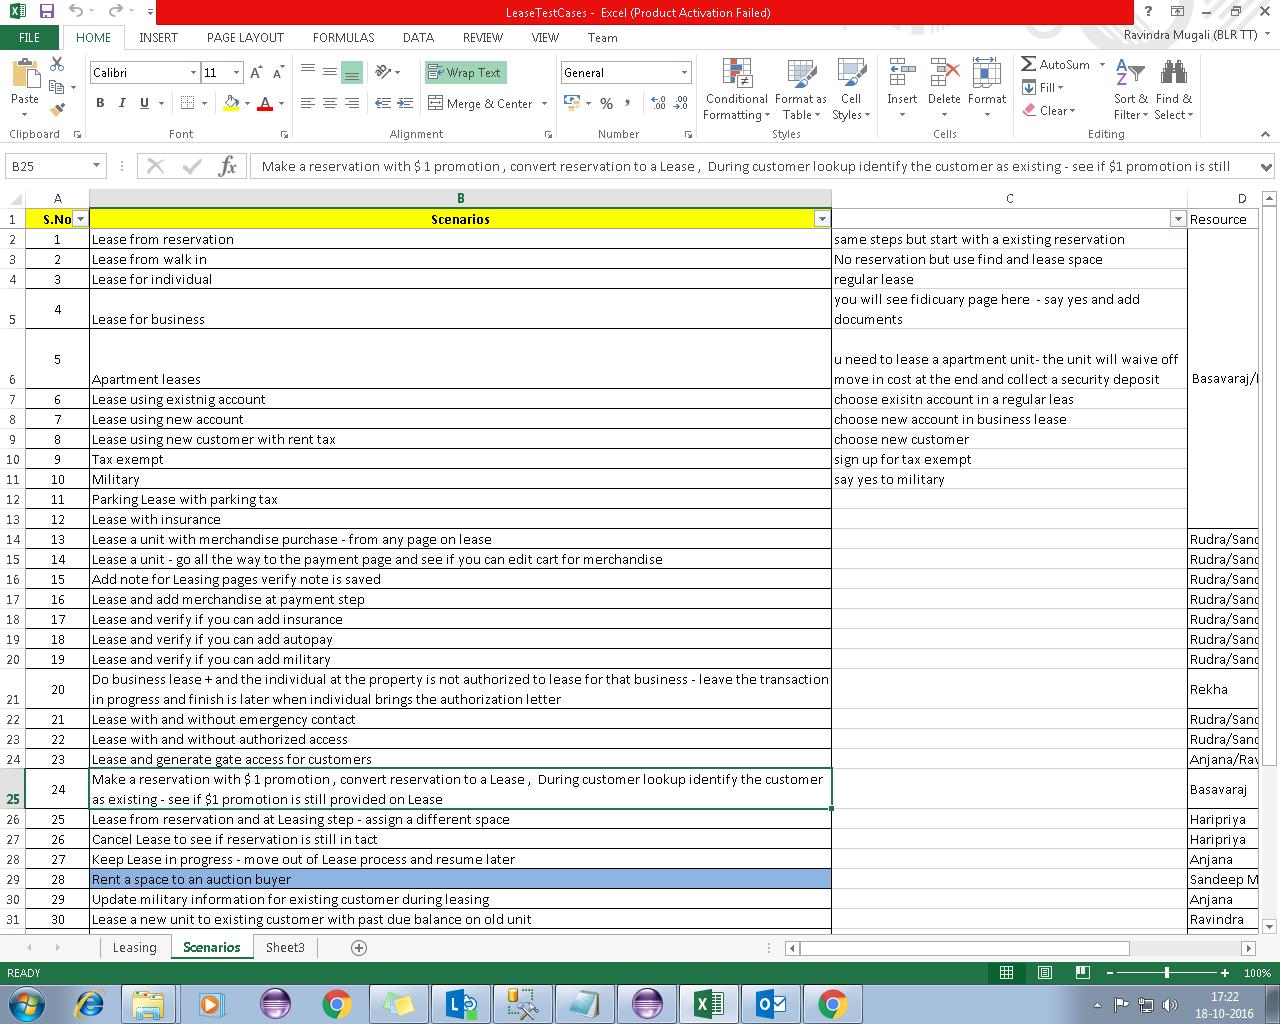 LeaseTestCases - Excel (Product Activation Failed)
FILE HOME INSERT PAGE LAYOUT FORMULAS DATA REVIEW VIEW Team
Ravindra Mugali (BLR TT)
Paste
Calibri 11
B I U
Wrap Text
Merge & Center
General
% ,
Conditional Formatting
Format as Table
Cell Styles
Insert Delete Format
AutoSum
Fill
Clear
Sort & Filter
Find & Select
Clipboard Font Alignment Number Styles Cells Editing
B25 fx Make a reservation with $ 1 promotion , convert reservation to a Lease , During customer lookup identify the customer as existing - see if $1 promotion is still
A B C D
1 S.No Scenarios Resource
2 1 Lease from reservation same steps but start with a existing reservation
3 2 Lease from walk in No reservation but use find and lease space
4 3 Lease for individual regular lease
5 4 Lease for business you will see fidicuary page here - say yes and add
documents
6 5 Apartment leases u need to lease a apartment unit- the unit will waive off
move in cost at the end and collect a security deposit
Basavaraj/
7 6 Lease using existnig account choose exisitn account in a regular leas
8 7 Lease using new account choose new account in business lease
9 8 Lease using new customer with rent tax choose new customer
10 9 Tax exempt sign up for tax exempt
11 10 Military say yes to military
12 11 Parking Lease with parking tax
13 12 Lease with insurance
14 13 Lease a unit with merchandise purchase - from any page on lease Rudra/Sand
15 14 Lease a unit - go all the way to the payment page and see if you can edit cart for merchandise Rudra/Sand
16 15 Add note for Leasing pages verify note is saved Rudra/Sand
17 16 Lease and add merchandise at payment step Rudra/Sand
18 17 Lease and verify if you can add insurance Rudra/Sand
19 18 Lease and verify if you can add autopay Rudra/Sand
20 19 Lease and verify if you can add military Rudra/Sand
21 20 Do business lease + and the individual at the property is not authorized to lease for that business - leave the transaction
in progress and finish is later when individual brings the authorization letter Rekha
22 21 Lease with and without emergency contact Rudra/Sand
23 22 Lease with and without authorized access Rudra/Sand
24 23 Lease and generate gate access for customers Anjana/Rav
25 24 Make a reservation with $ 1 promotion , convert reservation to a Lease , During customer lookup identify the customer
as existing - see if $1 promotion is still provided on Lease Basavaraj
26 25 Lease from reservation and at Leasing step - assign a different space Haripriya
27 26 Cancel Lease to see if reservation is still in tact Haripriya
28 27 Keep Lease in progress - move out of Lease process and resume later Anjana
29 28 Rent a space to an auction buyer Sandeep M
30 29 Update military information for existing customer during leasing Anjana
31 30 Lease a new unit to existing customer with past due balance on old unit Ravindra
Leasing Scenarios Sheet3
READY 100%
17:22
18-10-2016